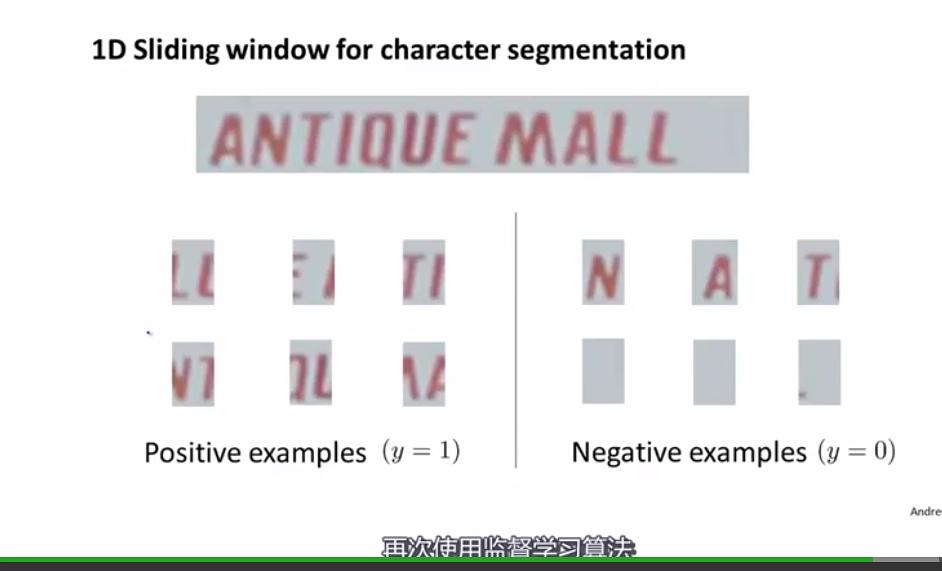 1D Sliding window for character segmentation
ANTIQUE MALL
LL E TI N A T
NT QU MA
Positive examples (y = 1) Negative examples (y = 0)
Andre
再次使用监督学习算法